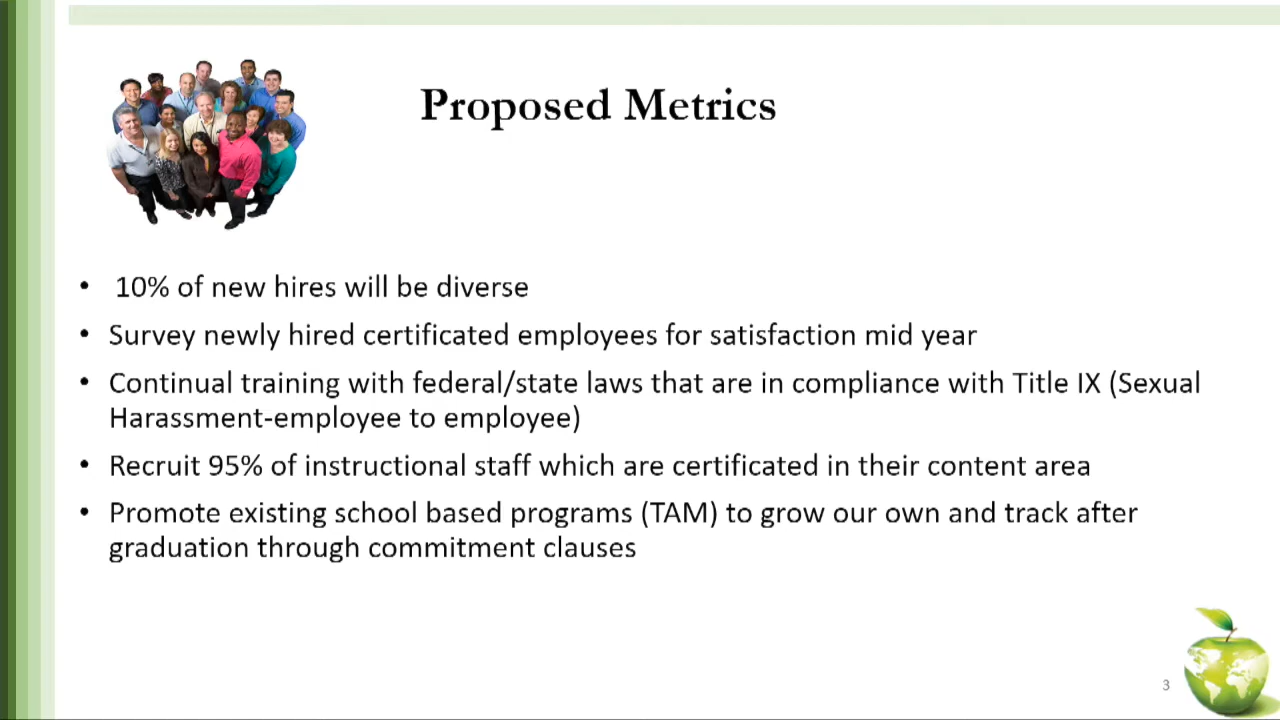 Proposed Metrics
• 10% of new hires will be diverse
• Survey newly hired certificated employees for satisfaction mid year
• Continual training with federal/state laws that are in compliance with Title IX (Sexual
Harassment-employee to employee)
• Recruit 95% of instructional staff which are certificated in their content area
• Promote existing school based programs (TAM) to grow our own and track after
graduation through commitment clauses
3